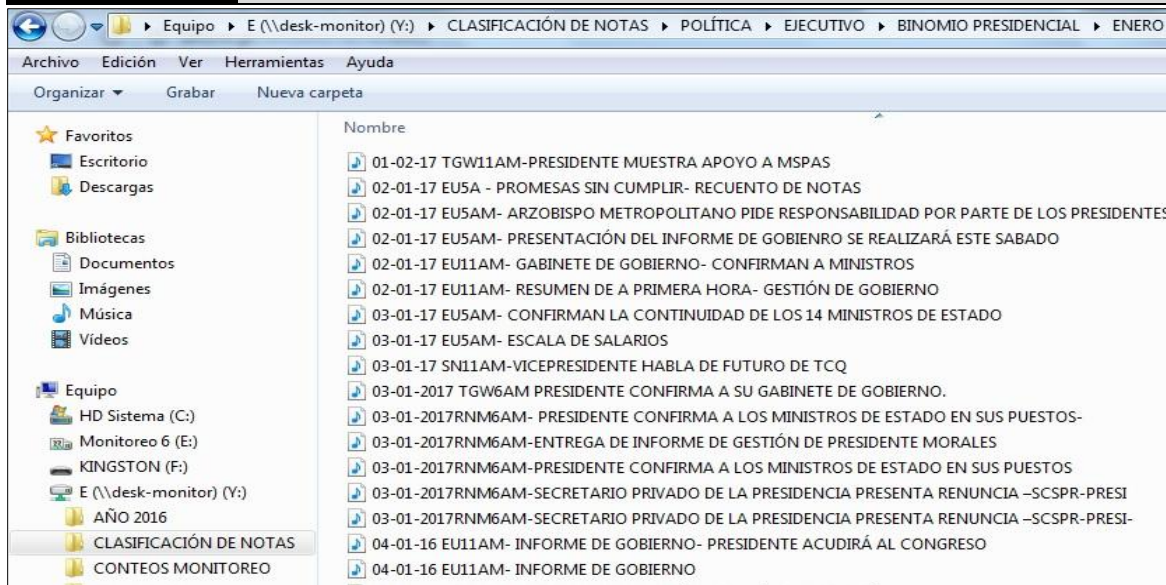 Equipo E (\\desk-monitor) (Y:) CLASIFICACIÓN DE NOTAS POLÍTICA EJECUTIVO BINOMIO PRESIDENCIAL ENERO
Archivo Edición Ver Herramientas Ayuda
Organizar Grabar Nueva carpeta
Favoritos
Escritorio
Descargas
Bibliotecas
Documentos
Imágenes
Música
Vídeos
Equipo
HD Sistema (C:)
Monitoreo 6 (E:)
KINGSTON (F:)
E (\\desk-monitor) (Y:)
AÑO 2016
CLASIFICACIÓN DE NOTAS
CONTEOS MONITOREO
Nombre
01-02-17 TGW11AM-PRESIDENTE MUESTRA APOYO A MSPAS
02-01-17 EU5A - PROMESAS SIN CUMPLIR- RECUENTO DE NOTAS
02-01-17 EU5AM- ARZOBISPO METROPOLITANO PIDE RESPONSABILIDAD POR PARTE DE LOS PRESIDENTES
02-01-17 EU5AM- PRESENTACIÓN DEL INFORME DE GOBIENRO SE REALIZARÁ ESTE SABADO
02-01-17 EU11AM- GABINETE DE GOBIERNO- CONFIRMAN A MINISTROS
02-01-17 EU11AM- RESUMEN DE A PRIMERA HORA- GESTIÓN DE GOBIERNO
03-01-17 EU5AM- CONFIRMAN LA CONTINUIDAD DE LOS 14 MINISTROS DE ESTADO
03-01-17 EU5AM- ESCALA DE SALARIOS
03-01-17 SN11AM-VICEPRESIDENTE HABLA DE FUTURO DE TCQ
03-01-2017 TGW6AM PRESIDENTE CONFIRMA A SU GABINETE DE GOBIERNO.
03-01-2017RNM6AM- PRESIDENTE CONFIRMA A LOS MINISTROS DE ESTADO EN SUS PUESTOS-
03-01-2017RNM6AM-ENTREGA DE INFORME DE GESTIÓN DE PRESIDENTE MORALES
03-01-2017RNM6AM-PRESIDENTE CONFIRMA A LOS MINISTROS DE ESTADO EN SUS PUESTOS
03-01-2017RNM6AM-SECRETARIO PRIVADO DE LA PRESIDENCIA PRESENTA RENUNCIA –SCSPR-PRESI
03-01-2017RNM6AM-SECRETARIO PRIVADO DE LA PRESIDENCIA PRESENTA RENUNCIA –SCSPR-PRESI-
04-01-16 EU11AM- INFORME DE GOBIERNO- PRESIDENTE ACUDIRÁ AL CONGRESO
04-01-16 EU11AM- INFORME DE GOBIERNO